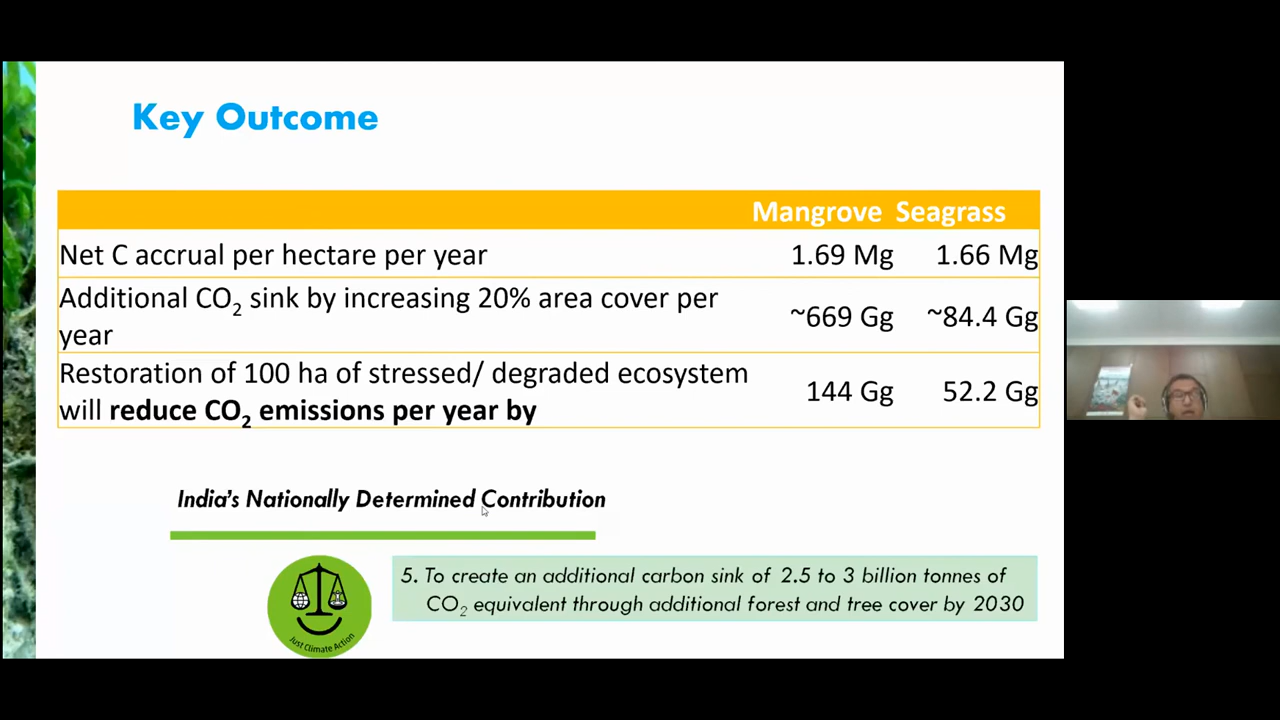 Key Outcome
Mangrove Seagrass
Net C accrual per hectare per year 1.69 Mg 1.66 Mg
Additional CO₂ sink by increasing 20% area cover per
year ~669 Gg ~84.4 Gg
Restoration of 100 ha of stressed/ degraded ecosystem
will reduce CO₂ emissions per year by 144 Gg 52.2 Gg
India's Nationally Determined Contribution
5. To create an additional carbon sink of 2.5 to 3 billion tonnes of
CO₂ equivalent through additional forest and tree cover by 2030
Just Climate Action